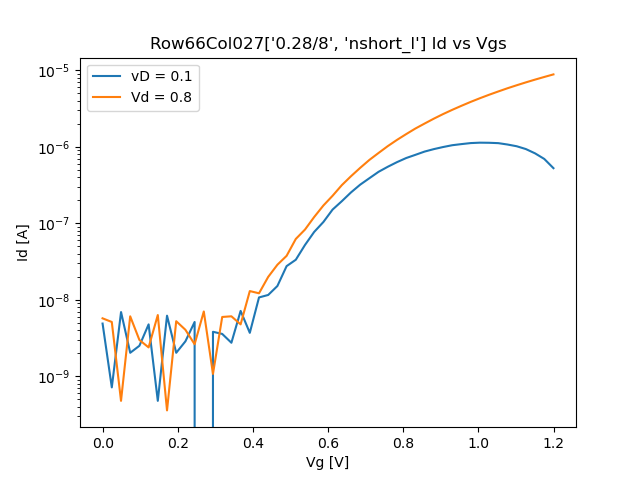 Row66Col027['0.28/8', 'nshort_l'] Id vs Vgs
vD = 0.1
Vd = 0.8
10⁻⁵
10⁻⁶
10⁻⁷
10⁻⁸
10⁻⁹
Id [A]
0.0 0.2 0.4 0.6 0.8 1.0 1.2
Vg [V]